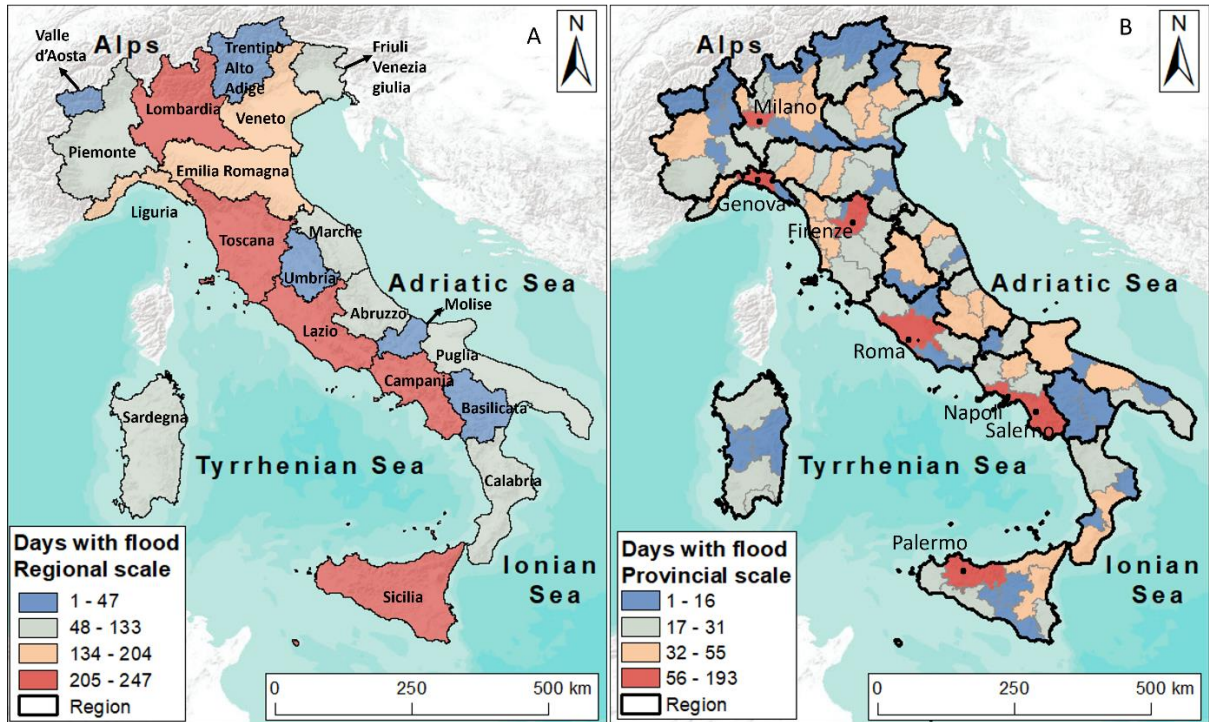 A
N
Alps
Valle
d'Aosta
Trentino
Alto
Adige
Friuli
Venezia
giulia
Lombardia
Veneto
Piemonte
Emilia Romagna
Liguria
Toscana
Marche
Umbria
Adriatic Sea
Abruzzo
Molise
Lazio
Puglia
Campania
Basilicata
Sardegna
Tyrrhenian Sea
Calabria
Ionian
Sea
Sicilia
Days with flood
Regional scale
1 - 47
48 - 133
134 - 204
205 - 247
Region
0
250
500 km
B
N
Alps
Milano
Genova
Firenze
Adriatic Sea
Roma
Napoli
Salerno
Tyrrhenian Sea
Palermo
Ionian
Sea
Days with flood
Provincial scale
1 - 16
17 - 31
32 - 55
56 - 193
Region
0
250
500 km